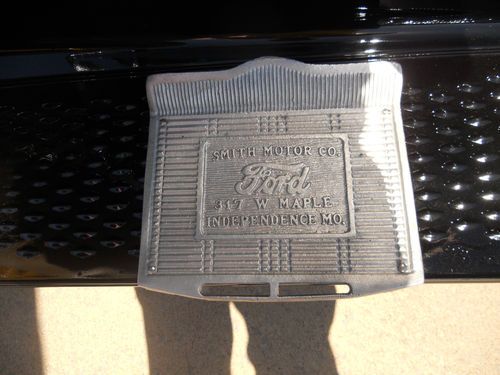 SMITH MOTOR CO.
Ford
317 W MAPLE
INDEPENDENCE MO.